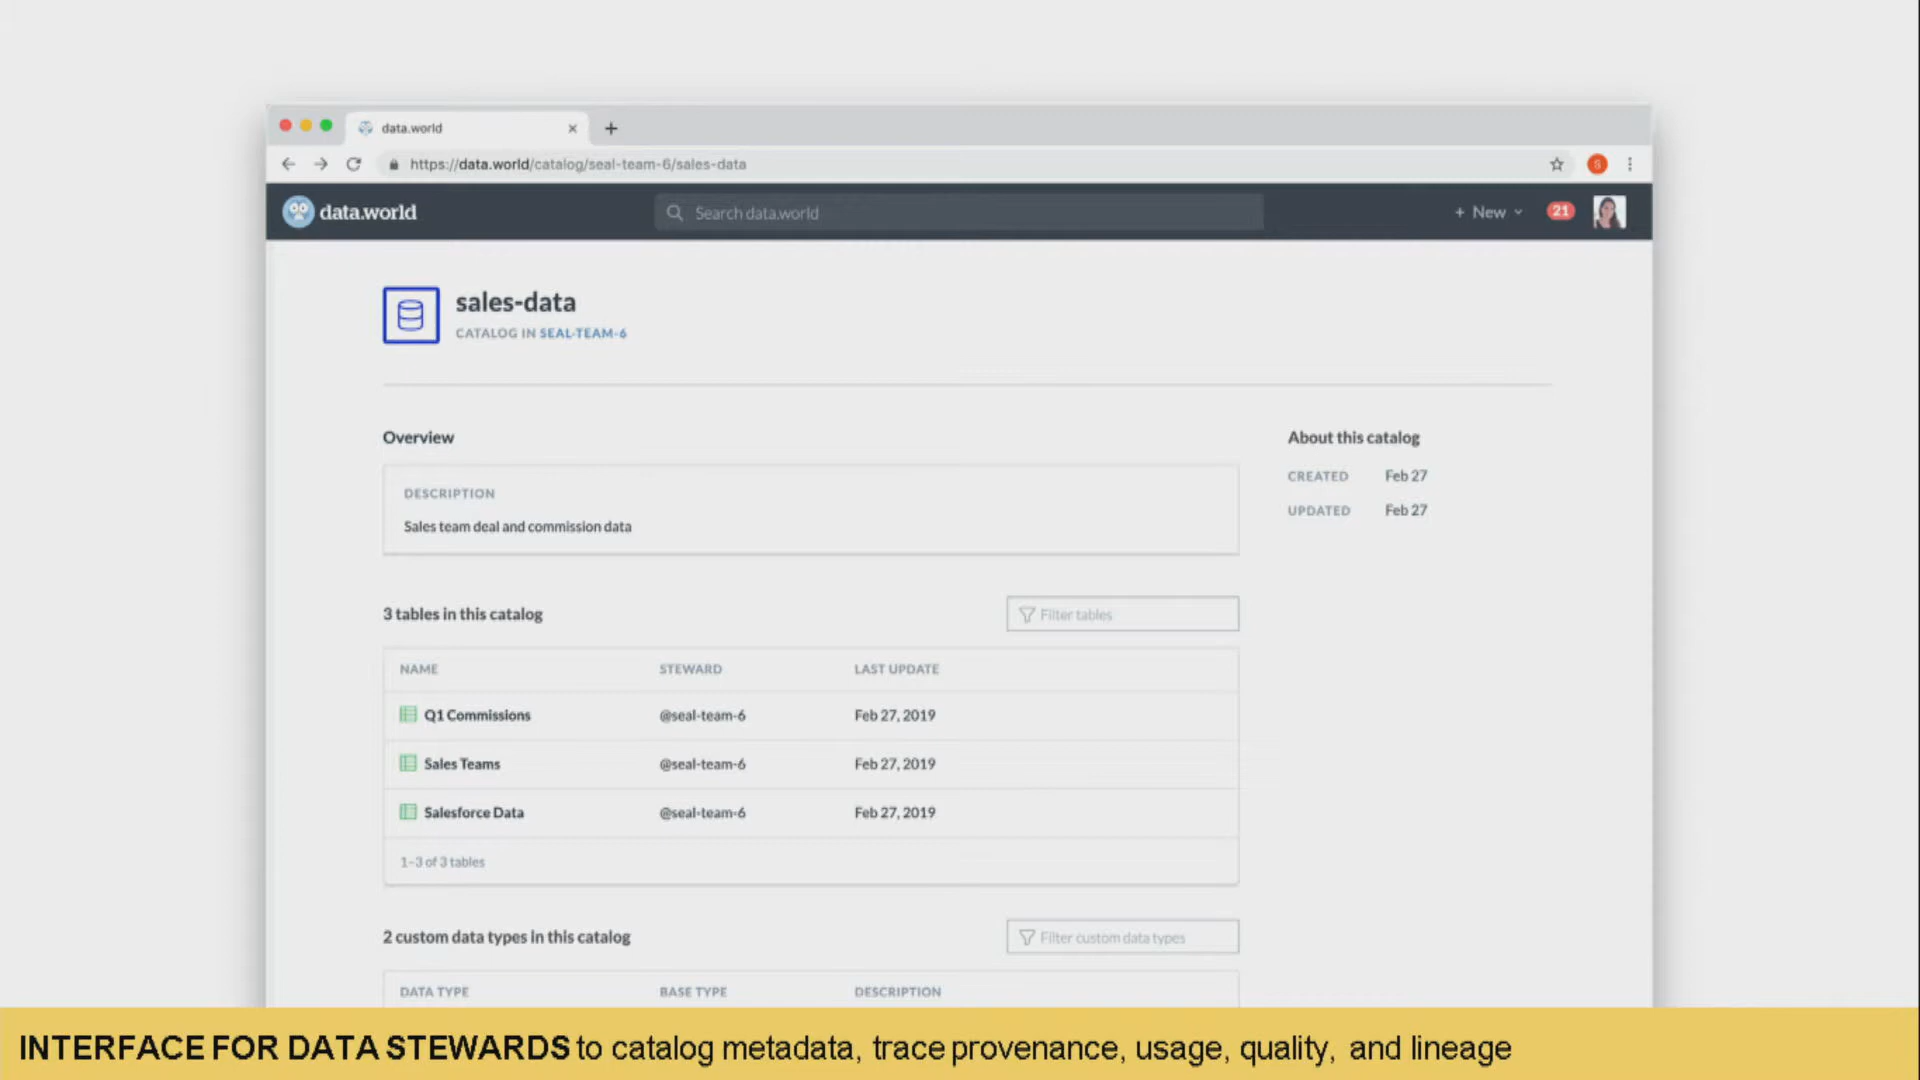 data.world
https://data.world/catalog/seal-team-6/sales-data
S
data.world
Search data.world
+ New
21
sales-data
CATALOG IN SEAL-TEAM-6
Overview
DESCRIPTION
Sales team deal and commission data
About this catalog
CREATED Feb 27
UPDATED Feb 27
3 tables in this catalog
Filter tables
NAME STEWARD LAST UPDATE
Q1 Commissions @seal-team-6 Feb 27, 2019
Sales Teams @seal-team-6 Feb 27, 2019
Salesforce Data @seal-team-6 Feb 27, 2019
1–3 of 3 tables
2 custom data types in this catalog
Filter custom data types
DATA TYPE BASE TYPE DESCRIPTION
INTERFACE FOR DATA STEWARDS to catalog metadata, trace provenance, usage, quality, and lineage